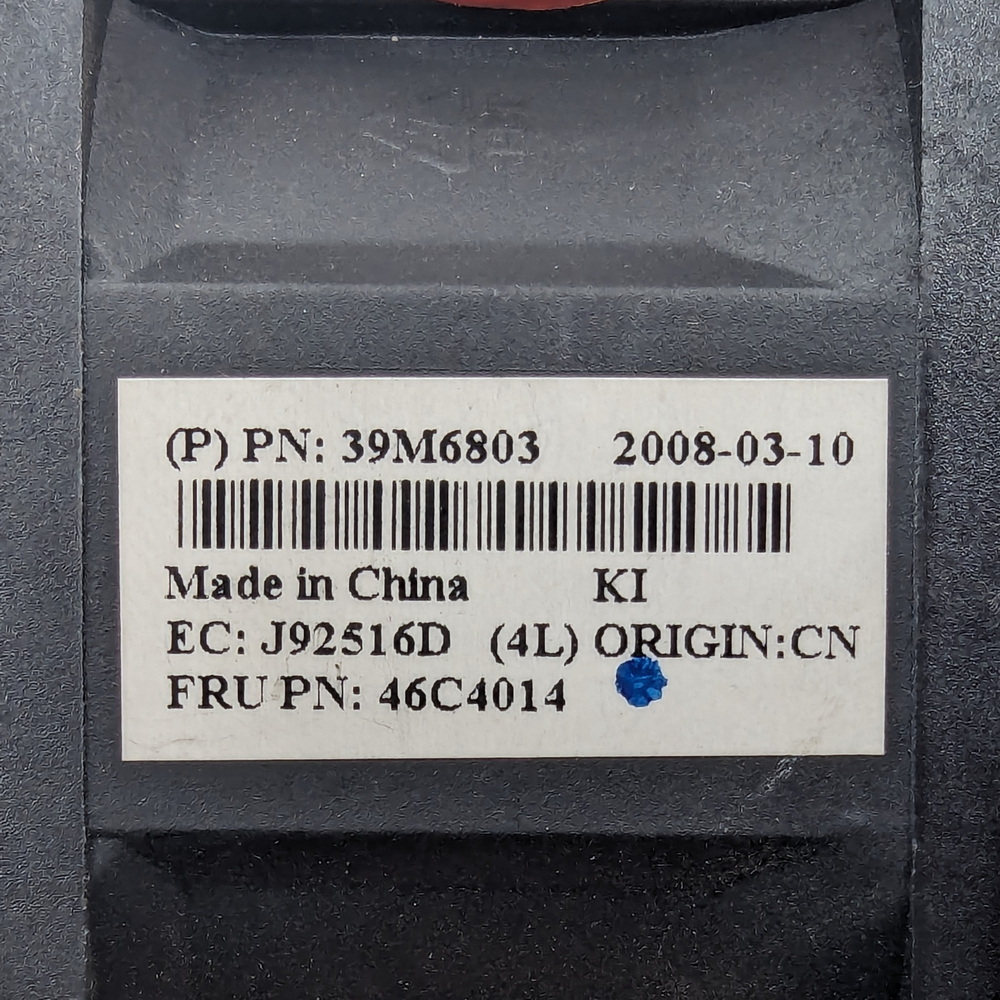 (P) PN: 39M6803 2008-03-10
Made in China KI
EC: J92516D (4L) ORIGIN:CN
FRU PN: 46C4014